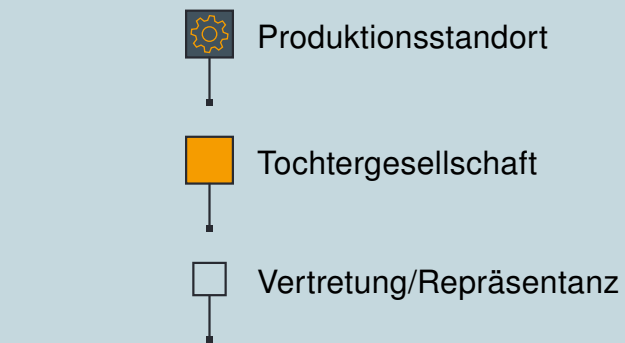 Produktionsstandort
Tochtergesellschaft
Vertretung/Repräsentanz